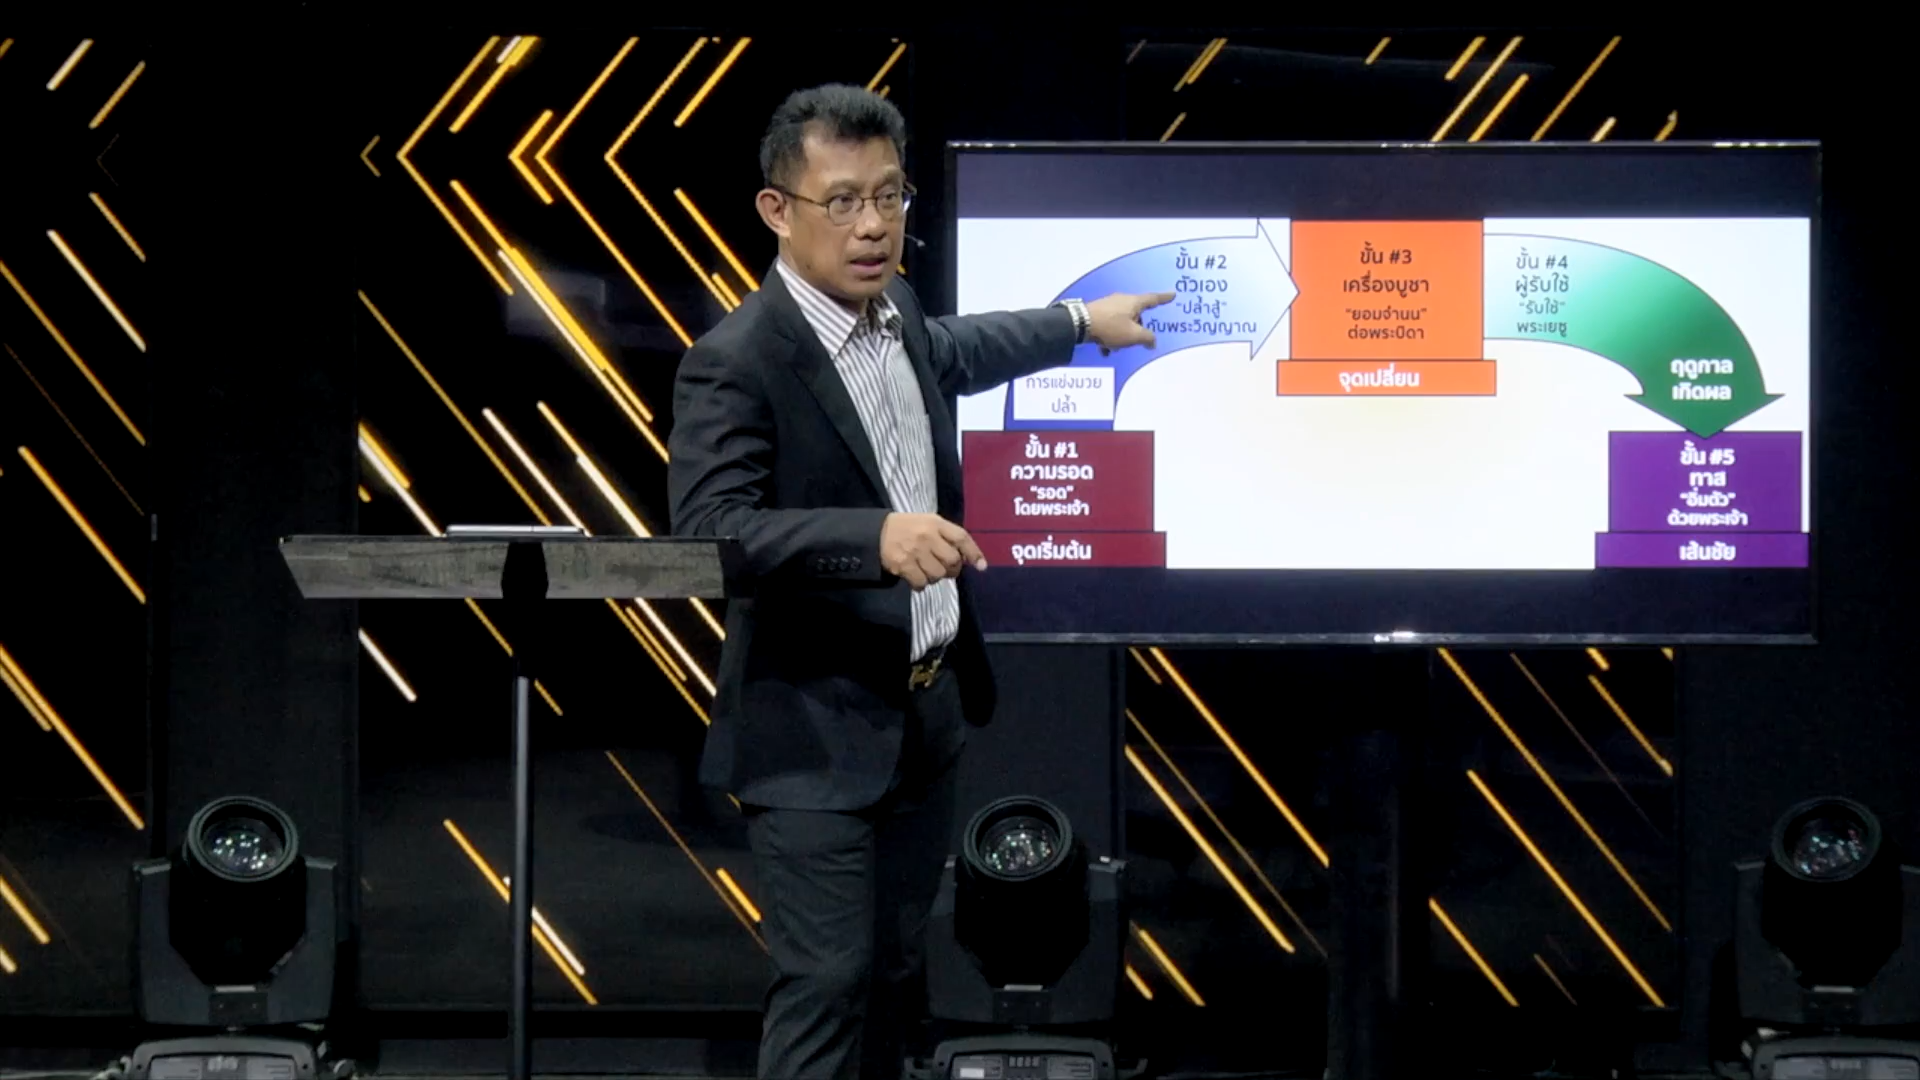 ขั้น #1
ความรอด
"รอด"
โดยพระเจ้า
จุดเริ่มต้น
การแข่งมวย
ปล้ำ
ขั้น #2
ตัวเอง
"ปล้ำสู้"
กับพระวิญญาณ
ขั้น #3
เครื่องบูชา
"ยอมจำนน"
ต่อพระบิดา
จุดเปลี่ยน
ขั้น #4
ผู้รับใช้
"รับใช้"
พระเยซู
ฤดูกาล
เกิดผล
ขั้น #5
ทาส
"อิ่มตัว"
ด้วยพระเจ้า
เส้นชัย